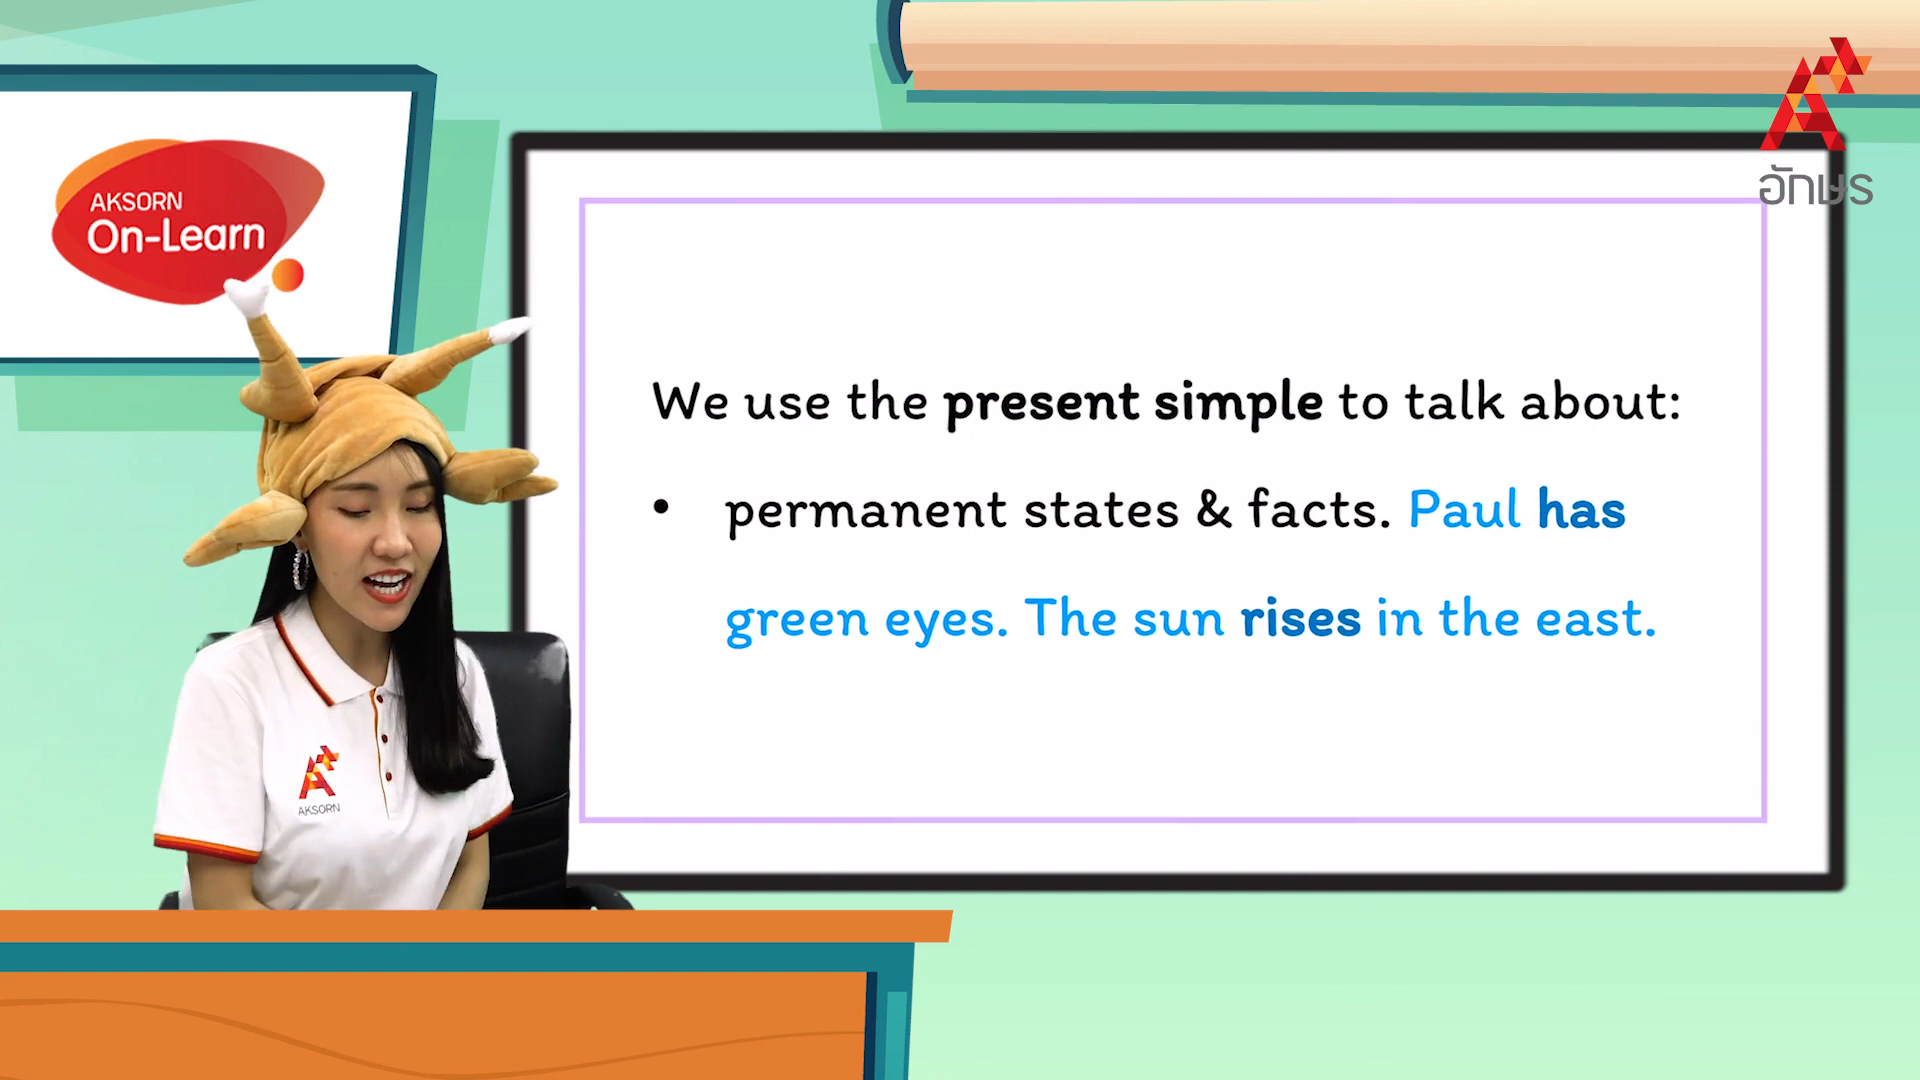 อักษร
AKSORN
On-Learn
We use the present simple to talk about:
• permanent states & facts. Paul has
green eyes. The sun rises in the east.
AKSORN